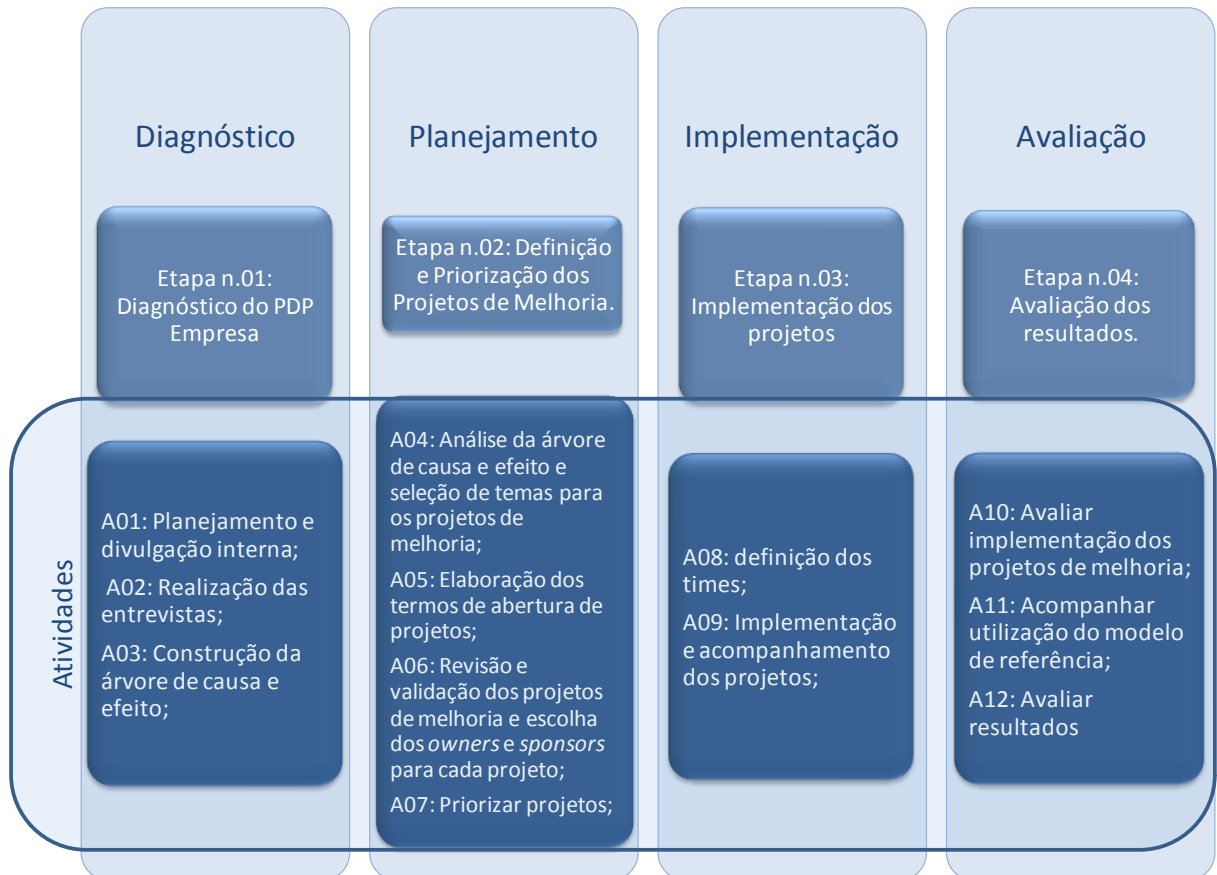 Diagnóstico
Etapa n.01:
Diagnóstico do PDP
Empresa
A01: Planejamento e
divulgação interna;
A02: Realização das
entrevistas;
A03: Construção da
árvore de causa e
efeito;
Planejamento
Etapa n.02: Definição
e Priorização dos
Projetos de Melhoria.
A04: Análise da árvore
de causa e efeito e
seleção de temas para
os projetos de
melhoria;
A05: Elaboração dos
termos de abertura de
projetos;
A06: Revisão e
validação dos projetos
de melhoria e escolha
dos owners e sponsors
para cada projeto;
A07: Priorizar projetos;
Implementação
Etapa n.03:
Implementação dos
projetos
A08: definição dos
times;
A09: Implementação
e acompanhamento
dos projetos;
Avaliação
Etapa n.04:
Avaliação dos
resultados.
A10: Avaliar
implementação dos
projetos de melhoria;
A11: Acompanhar
utilização do modelo
de referência;
A12: Avaliar
resultados
Atividades